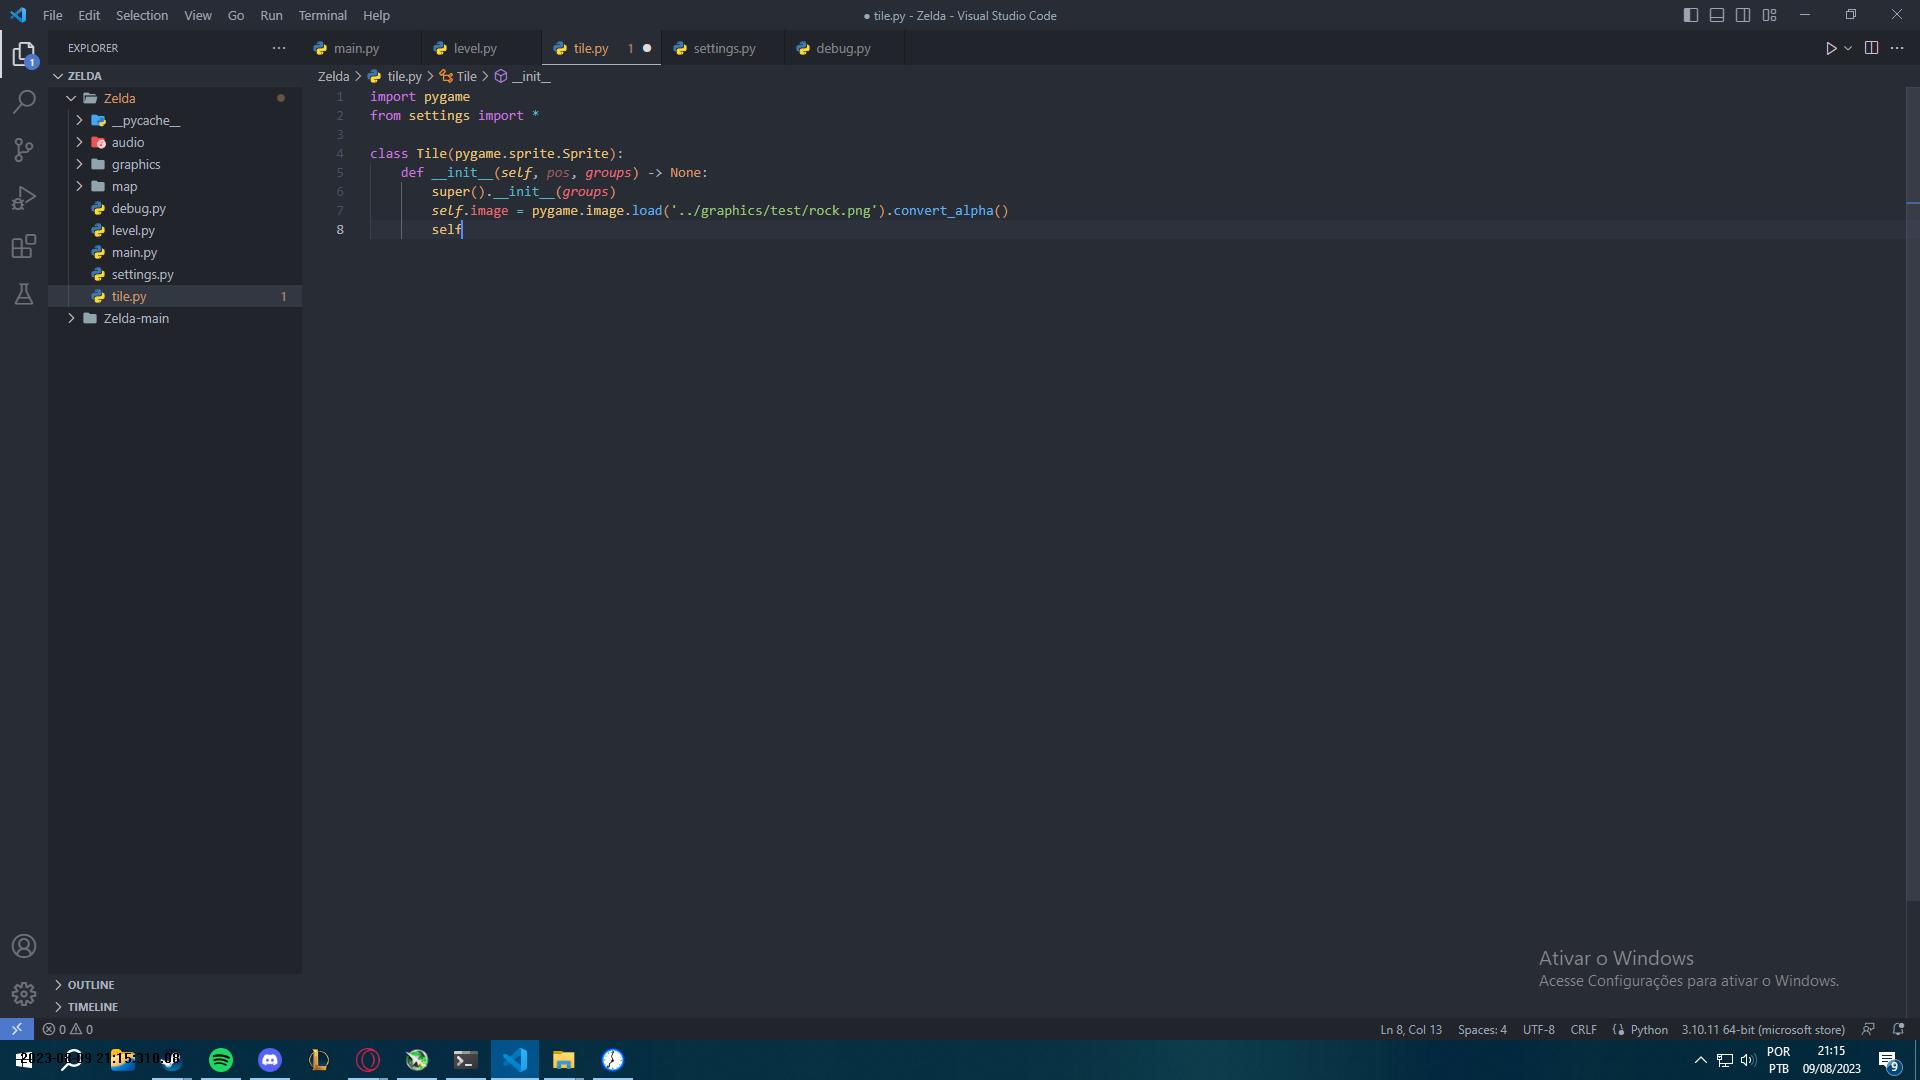 File Edit Selection View Go Run Terminal Help
● tile.py - Zelda - Visual Studio Code
EXPLORER
main.py
level.py
tile.py 1
settings.py
debug.py
ZELDA
Zelda
__pycache__
audio
graphics
map
debug.py
level.py
main.py
settings.py
tile.py 1
Zelda-main
Zelda > tile.py > Tile > __init__
1 import pygame
2 from settings import *
3
4 class Tile(pygame.sprite.Sprite):
5 def __init__(self, pos, groups) -> None:
6 super().__init__(groups)
7 self.image = pygame.image.load('../graphics/test/rock.png').convert_alpha()
8 self
1
Ativar o Windows
Acesse Configurações para ativar o Windows.
OUTLINE
TIMELINE
0 0
Ln 8, Col 13 Spaces: 4 UTF-8 CRLF Python 3.10.11 64-bit (microsoft store)
POR
PTB
21:15
09/08/2023
9